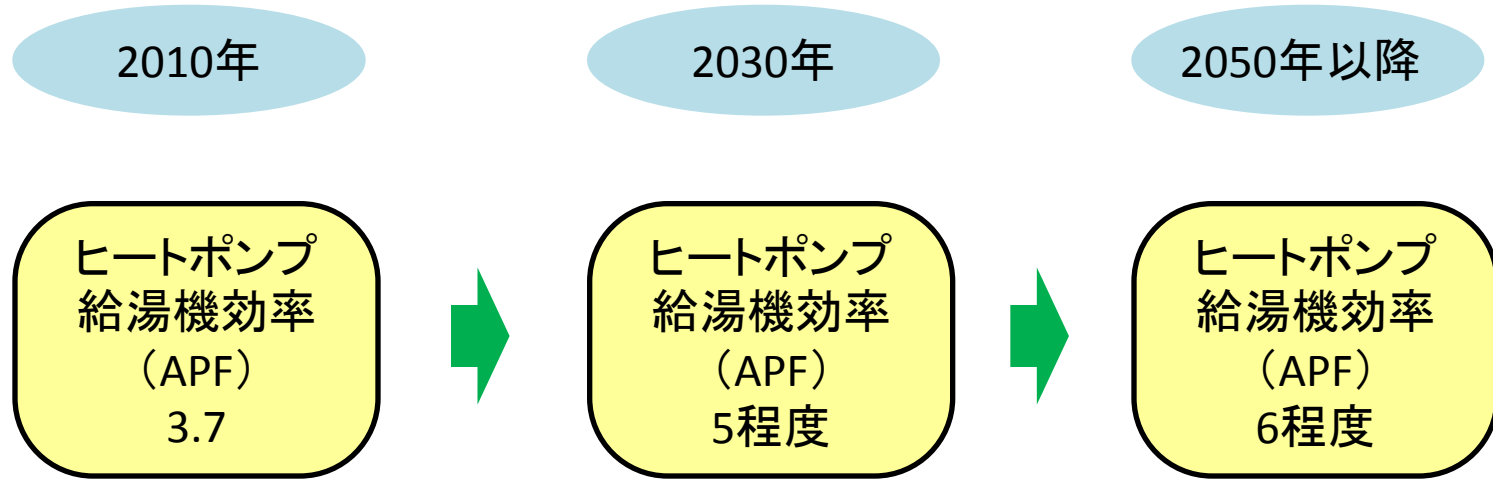 2010年
2030年
2050年以降
ヒートポンプ
給湯機効率
（APF）
3.7
ヒートポンプ
給湯機効率
（APF）
5程度
ヒートポンプ
給湯機効率
（APF）
6程度